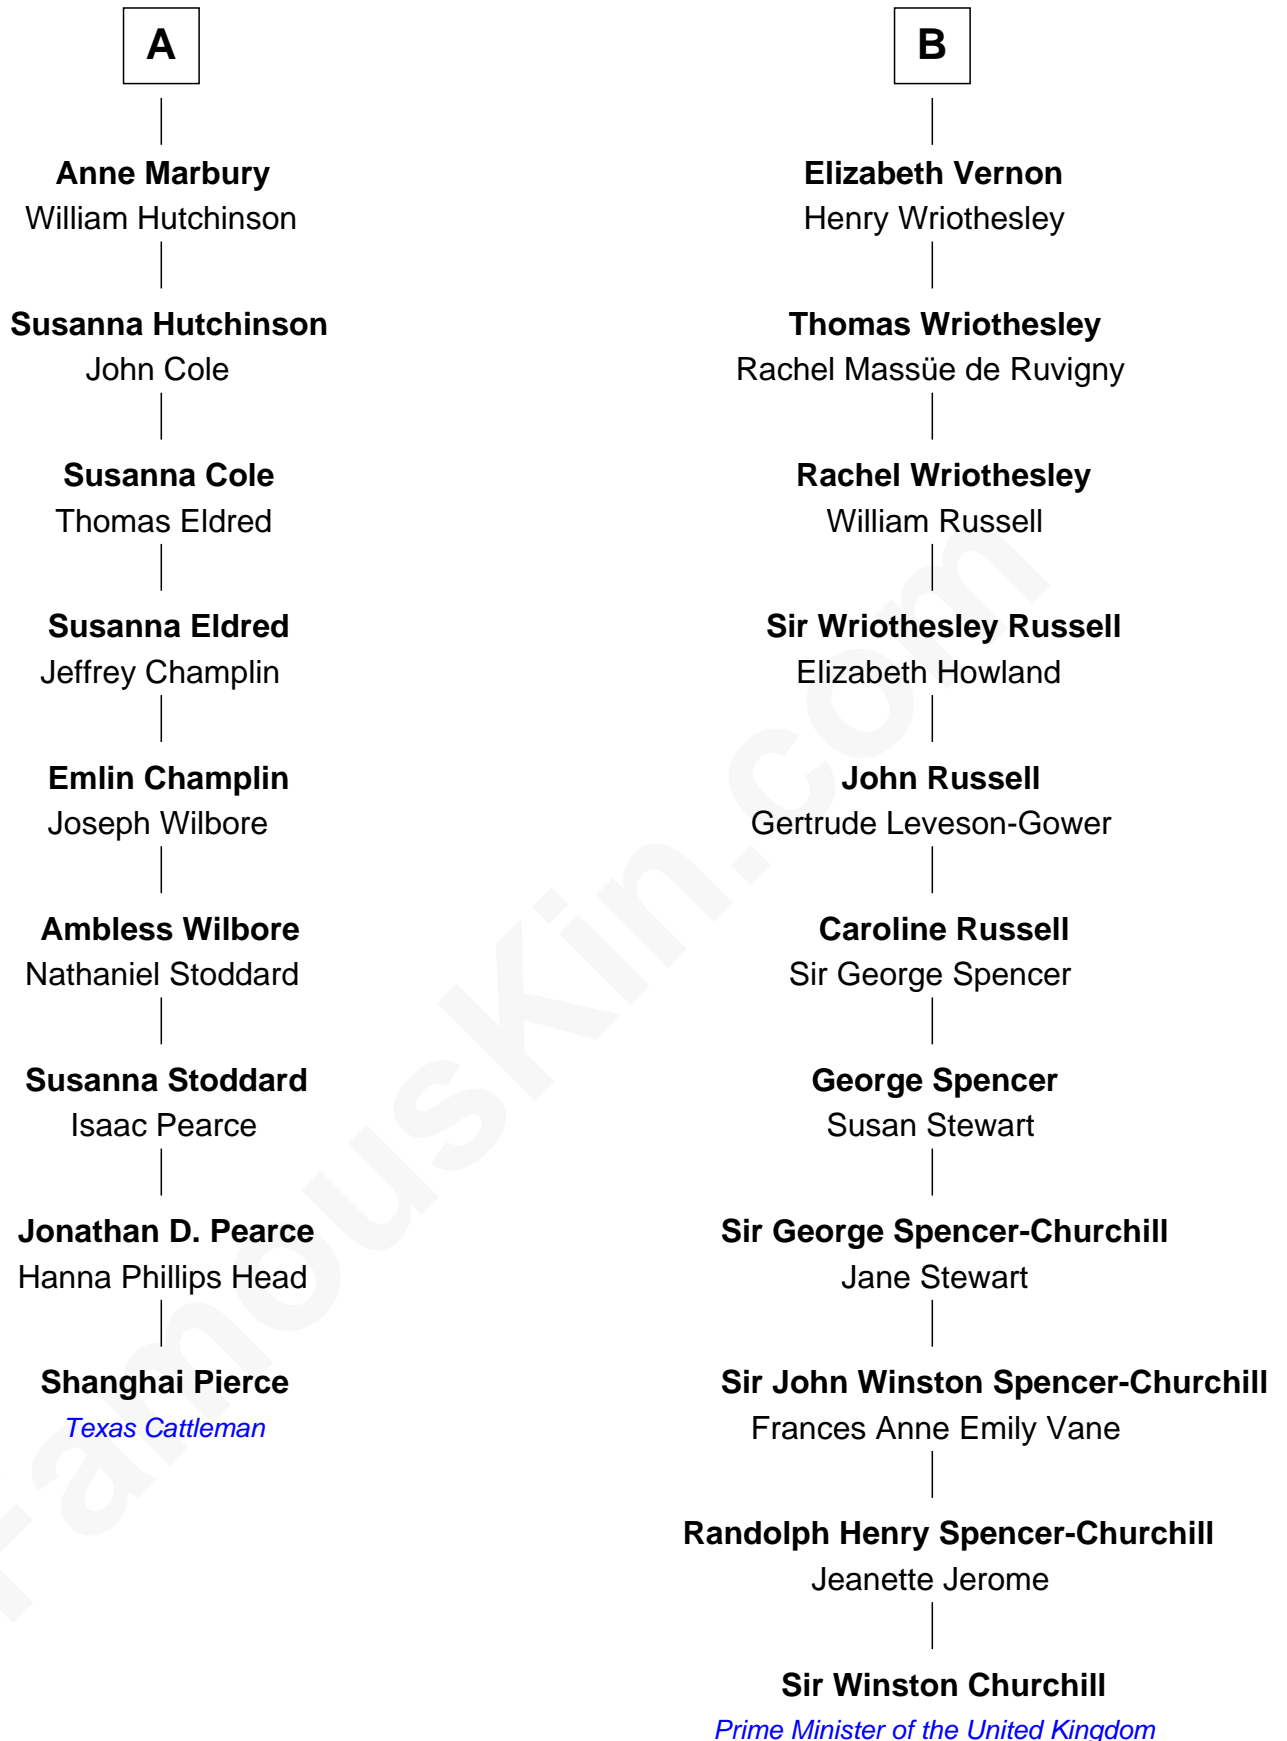 A
Anne Marbury
William Hutchinson
Susanna Hutchinson
John Cole
Susanna Cole
Thomas Eldred
Susanna Eldred
Jeffrey Champlin
Emlin Champlin
Joseph Wilbore
Ambless Wilbore
Nathaniel Stoddard
Susanna Stoddard
Isaac Pearce
Jonathan D. Pearce
Hanna Phillips Head
Shanghai Pierce
Texas Cattleman
B
Elizabeth Vernon
Henry Wriothesley
Thomas Wriothesley
Rachel Massüe de Ruvigny
Rachel Wriothesley
William Russell
Sir Wriothesley Russell
Elizabeth Howland
John Russell
Gertrude Leveson-Gower
Caroline Russell
Sir George Spencer
George Spencer
Susan Stewart
Sir George Spencer-Churchill
Jane Stewart
Sir John Winston Spencer-Churchill
Frances Anne Emily Vane
Randolph Henry Spencer-Churchill
Jeanette Jerome
Sir Winston Churchill
Prime Minister of the United Kingdom
FamousKin.com